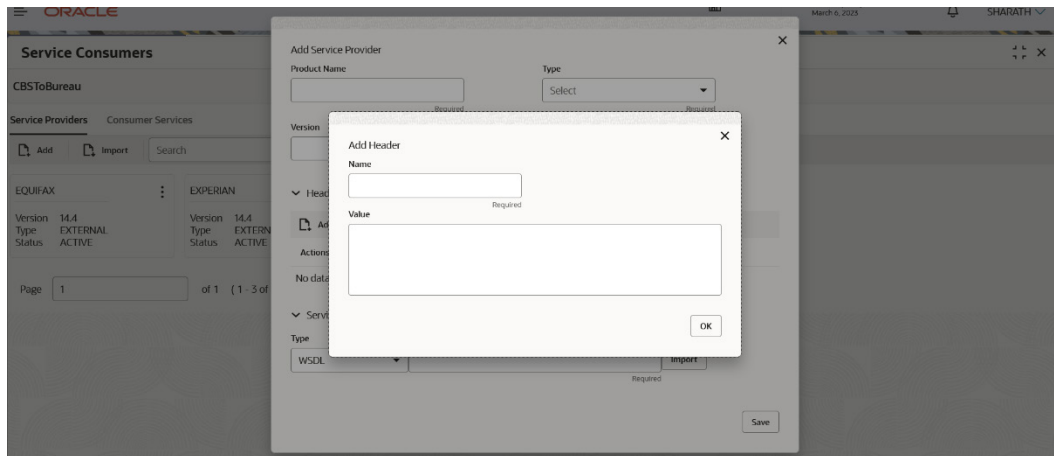 ORACLE
March 6, 2023
SHARATH
Service Consumers
CBSToBureau
Service Providers Consumer Services
Add Import Search
EQUIFAX
Version 14.4
Type EXTERNAL
Status ACTIVE
EXPERIAN
Version 14.4
Type EXTERN
Status ACTIVE
Page 1 of 1 (1 - 3 of
Add Service Provider
Product Name Type
Select
Required Required
Version
Head
Ad
Actions
No data
Servi
Type
WSDL Import
Required
Save
Add Header
Name
Required
Value
OK